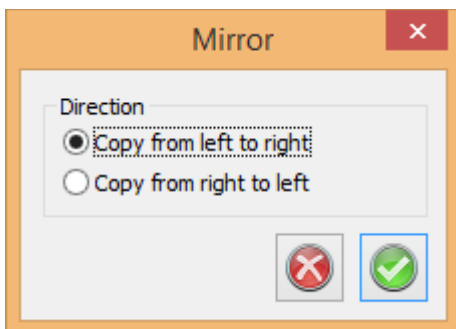 Mirror
Direction
Copy from left to right
Copy from right to left